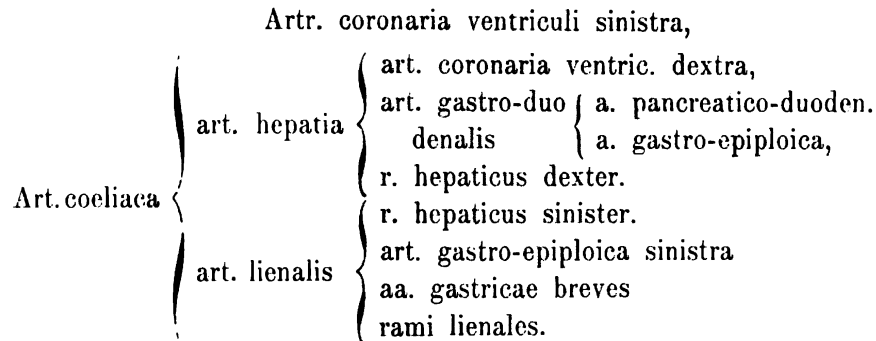 Artr. coronaria ventriculi sinistra,
art. coronaria ventric. dextra,
art. gastro-duo a. pancreatico-duoden.
art. hepatia
denalis a. gastro-epiploica,
r. hepaticus dexter.
Art. coeliaca
r. hepaticus sinister.
art. gastro-epiploica sinistra
art. lienalis
aa. gastricae breves
rami lienales.